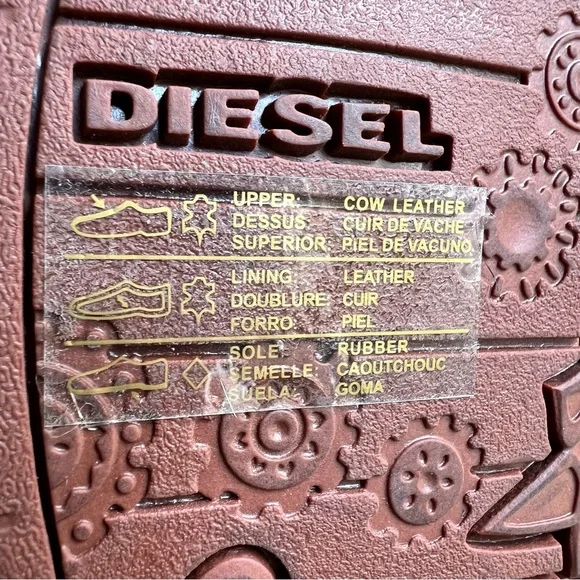 DIESEL
UPPER: COW LEATHER
DESSUS: CUIR DE VACHE
SUPERIOR: PIEL DE VACUNO
LINING: LEATHER
DOUBLURE: CUIR
FORRO: PIEL
SOLE: RUBBER
SEMELLE: CAOUTCHOUC
SUELA: GOMA